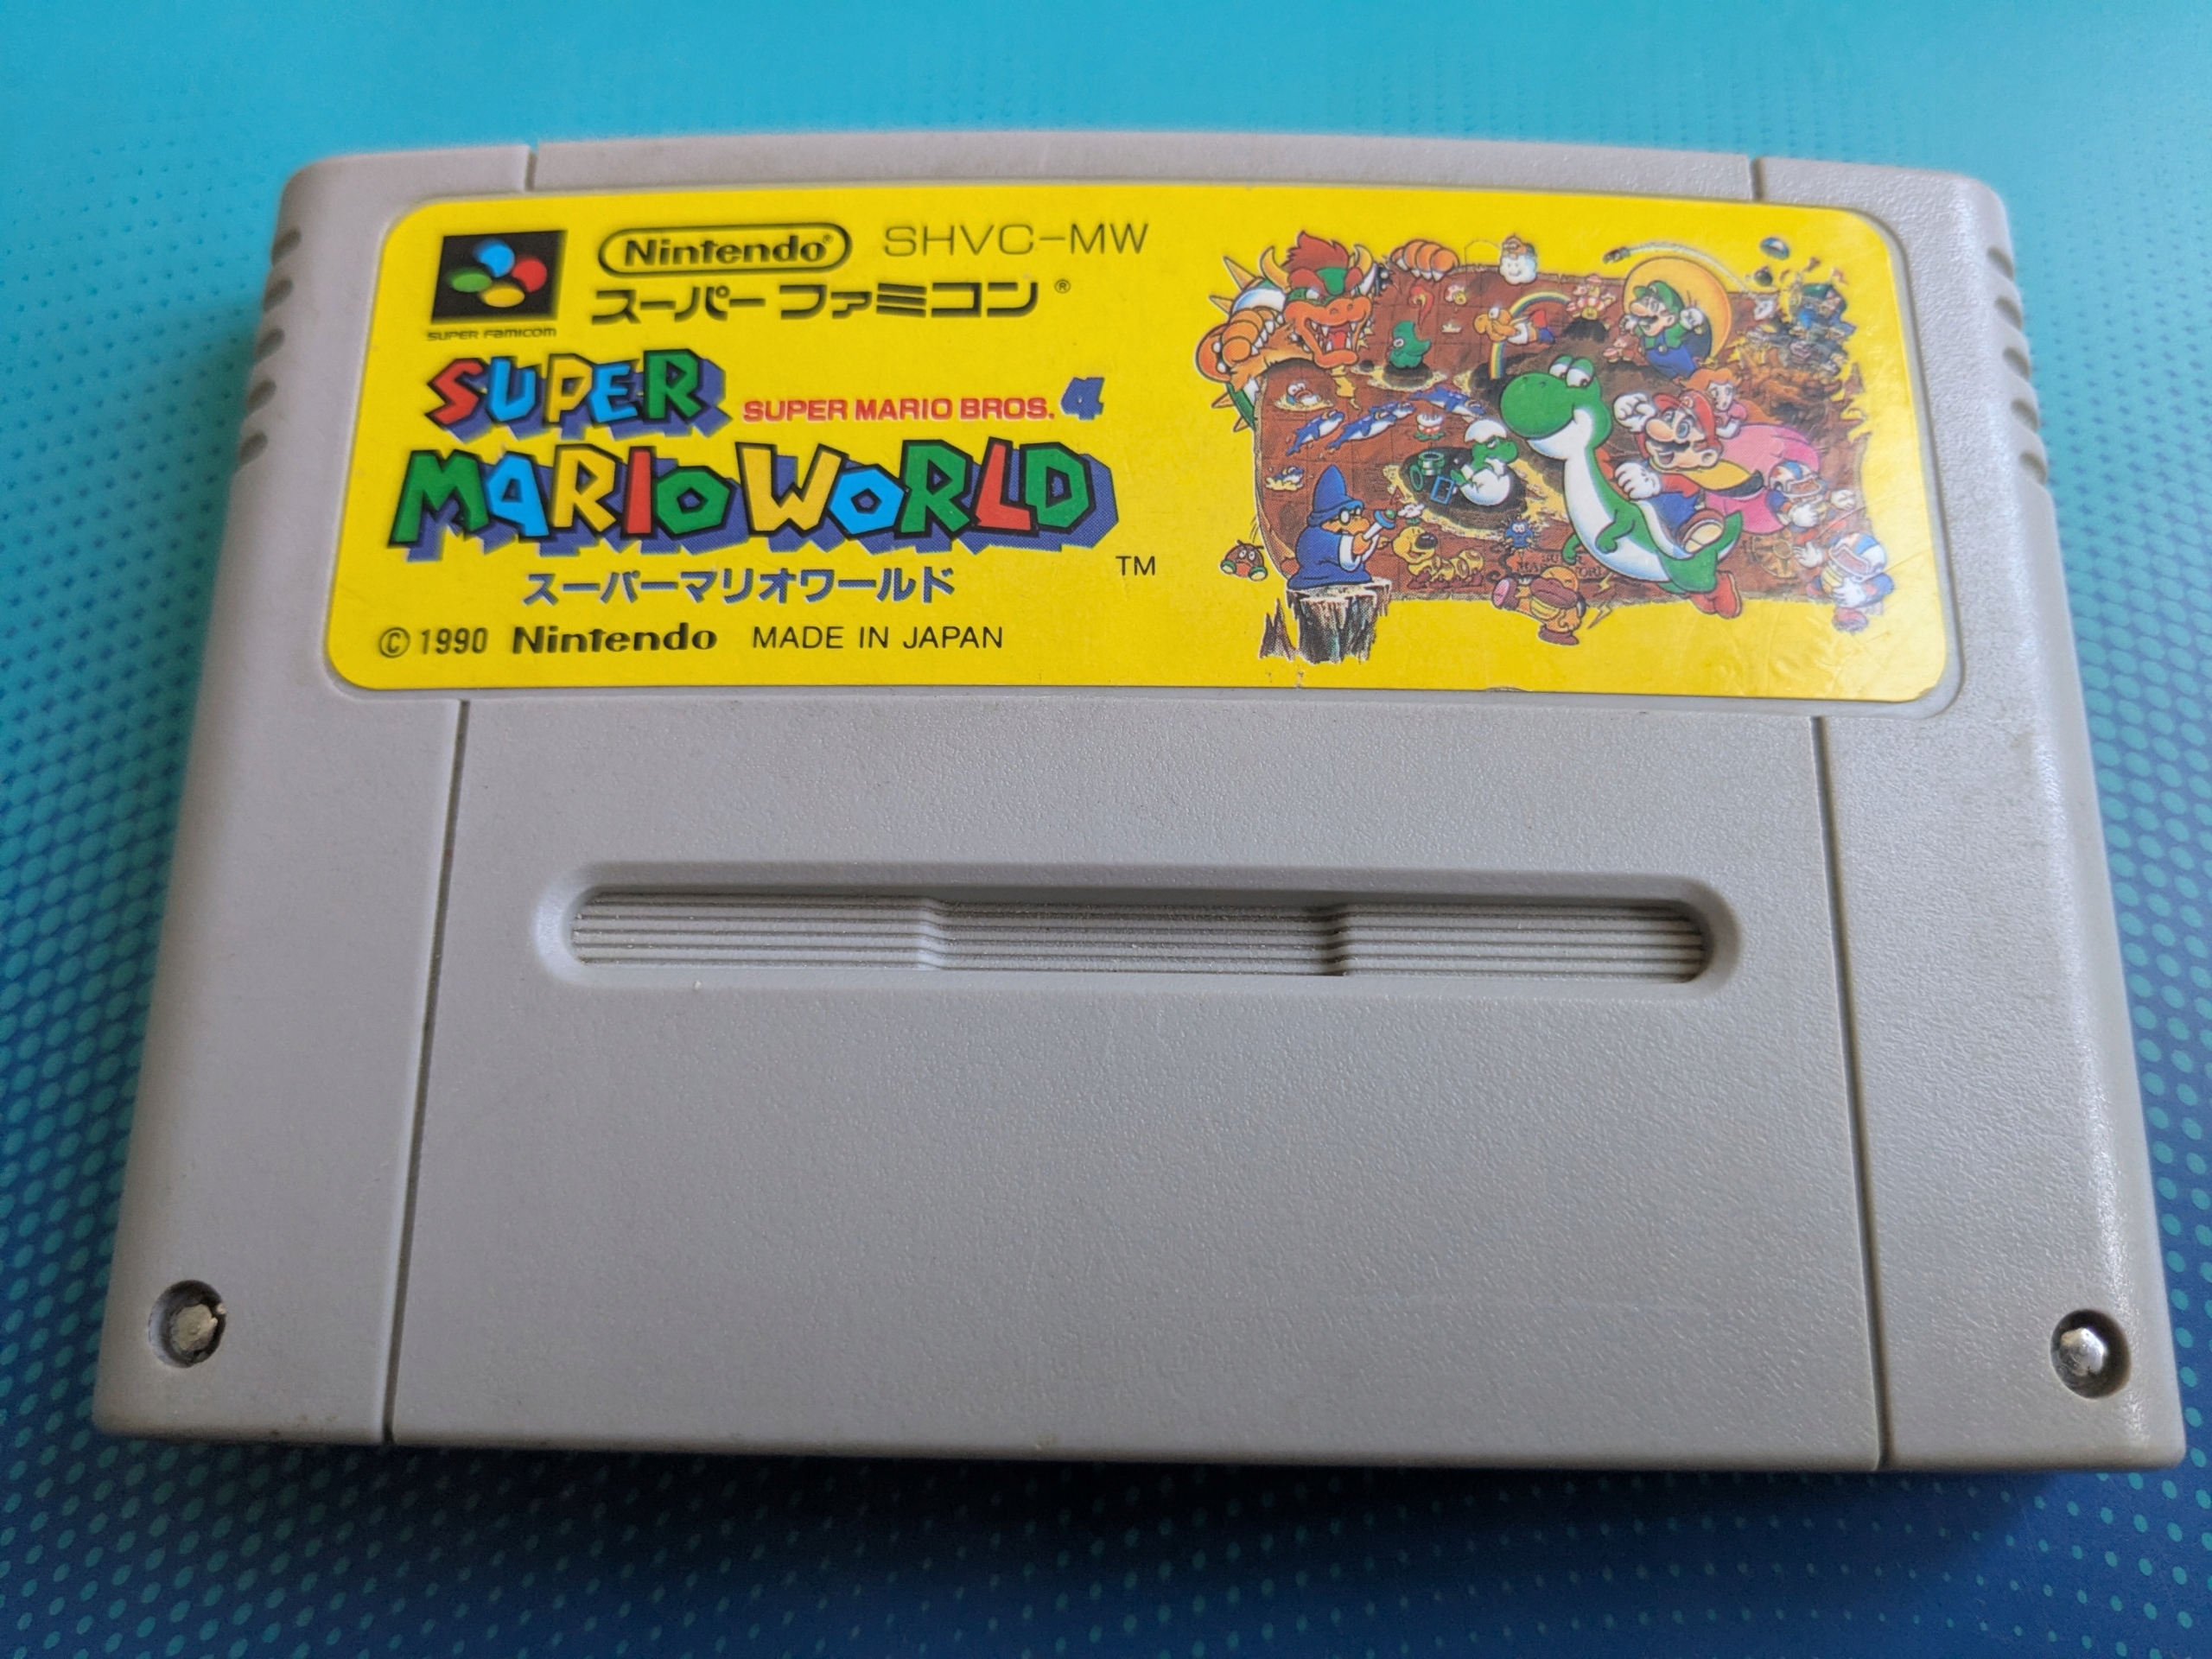 Nintendo® SHVC-MW
スーパーファミコン®
SUPER FAMICOM
SUPER
SUPER MARIO BROS. 4
MARIO WORLD
TM
スーパーマリオワールド
© 1990 Nintendo MADE IN JAPAN